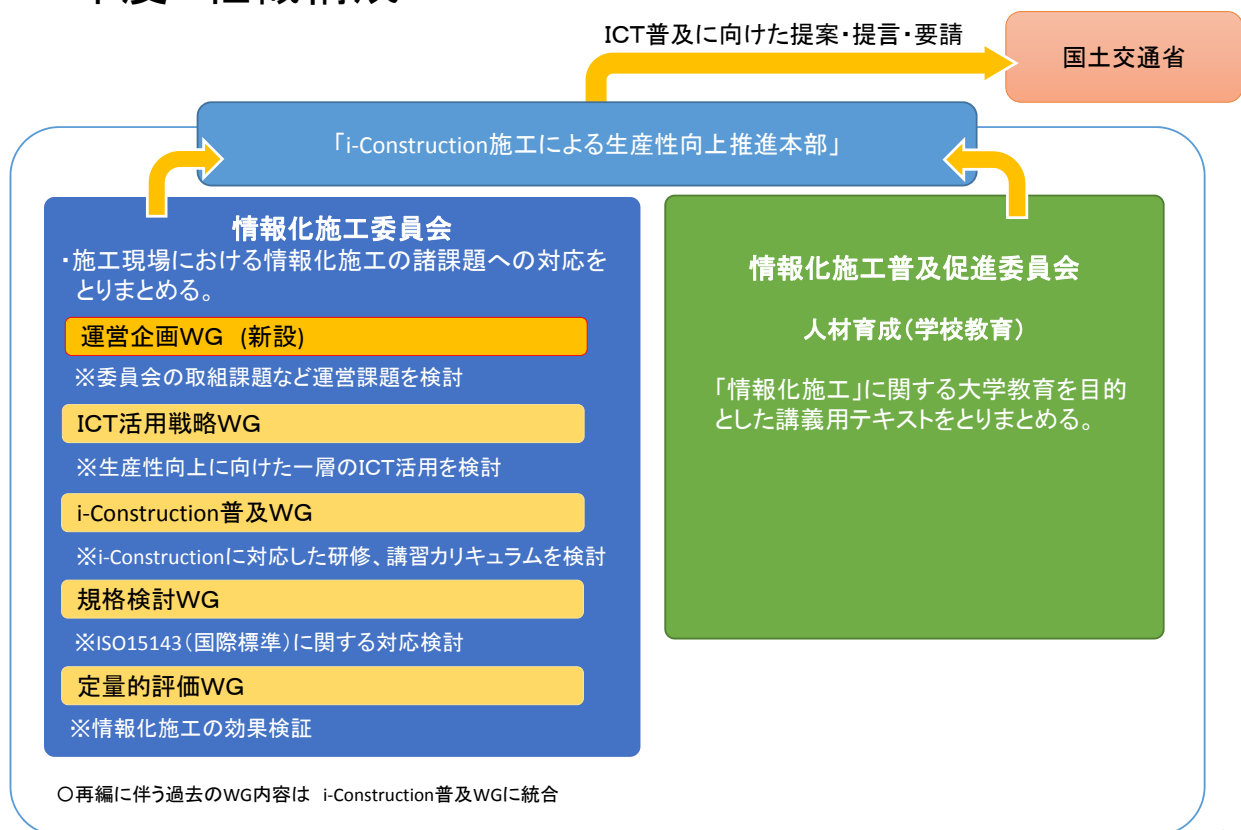 ICT普及に向けた提案・提言・要請
国土交通省
「i-Construction施工による生産性向上推進本部」
情報化施工委員会
・施工現場における情報化施工の諸課題への対応を
とりまとめる。
運営企画WG (新設)
※委員会の取組課題など運営課題を検討
ICT活用戦略WG
※生産性向上に向けた一層のICT活用を検討
i-Construction普及WG
※i-Constructionに対応した研修、講習カリキュラムを検討
規格検討WG
※ISO15143(国際標準)に関する対応検討
定量的評価WG
※情報化施工の効果検証
情報化施工普及促進委員会
人材育成(学校教育)
「情報化施工」に関する大学教育を目的
とした講義用テキストをとりまとめる。
〇再編に伴う過去のWG内容は i-Construction普及WGに統合